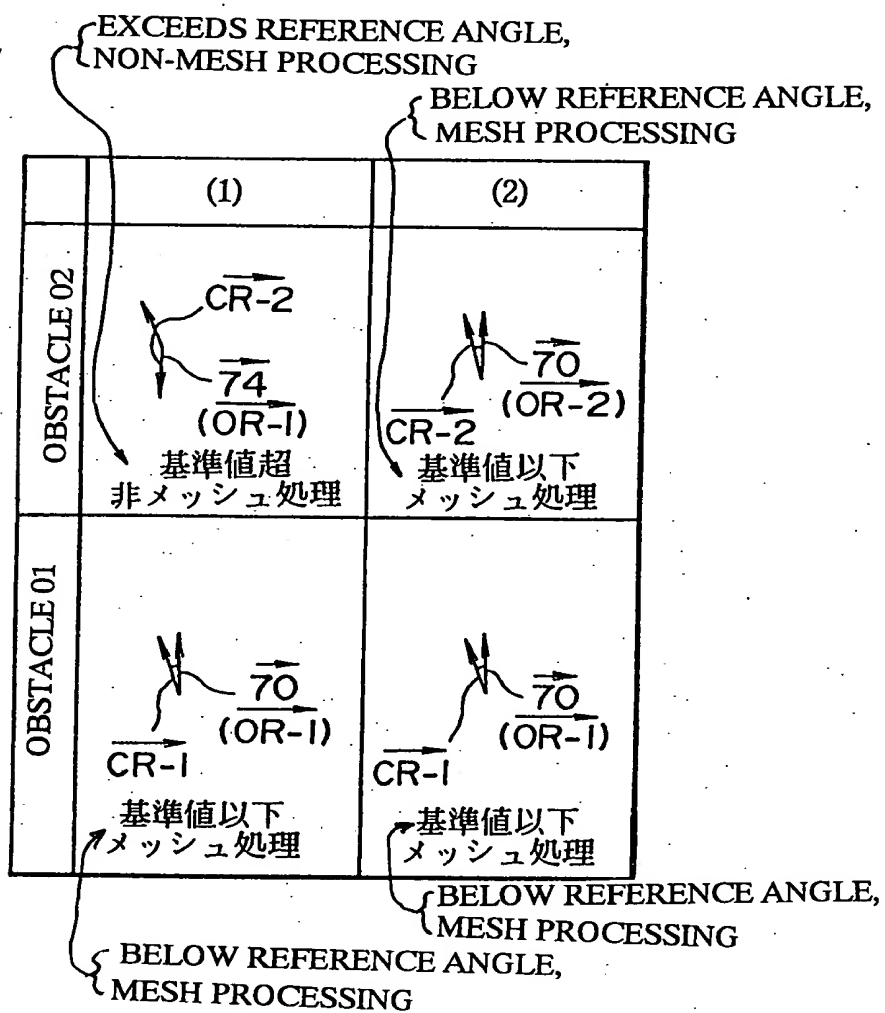 EXCEEDS REFERENCE ANGLE,
NON-MESH PROCESSING
BELOW REFERENCE ANGLE,
MESH PROCESSING
(1)
(2)
OBSTACLE 02
CR-2
74
(OR-1)
基準値超
非メッシュ処理
70
(OR-2)
CR-2
基準値以下
メッシュ処理
OBSTACLE 01
70
(OR-1)
CR-1
基準値以下
メッシュ処理
70
(OR-1)
CR-1
基準値以下
メッシュ処理
BELOW REFERENCE ANGLE,
MESH PROCESSING
BELOW REFERENCE ANGLE,
MESH PROCESSING